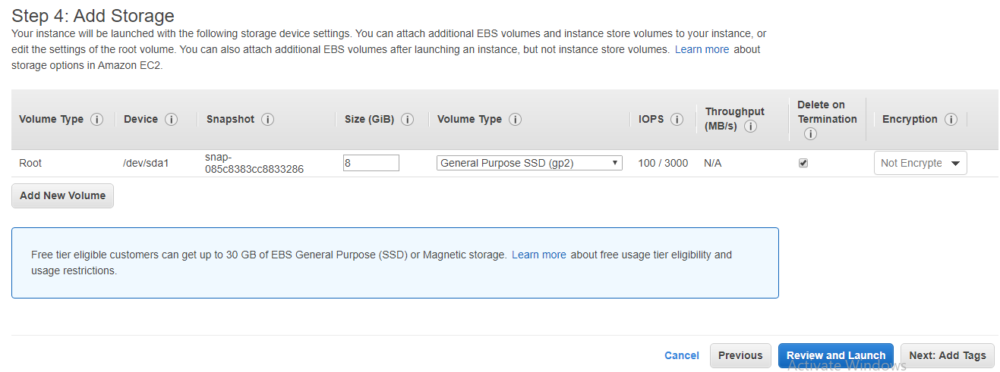 Step 4: Add Storage
Your instance will be launched with the following storage device settings. You can attach additional EBS volumes and instance store volumes to your instance, or
edit the settings of the root volume. You can also attach additional EBS volumes after launching an instance, but not instance store volumes. Learn more about
storage options in Amazon EC2.
Volume Type i Device i Snapshot i Size (GiB) i Volume Type i IOPS i Throughput (MB/s) i Delete on Termination i Encryption i
Root /dev/sda1 snap-085c8383cc8833286 8 General Purpose SSD (gp2) 100 / 3000 N/A Not Encrypte
Add New Volume
Free tier eligible customers can get up to 30 GB of EBS General Purpose (SSD) or Magnetic storage. Learn more about free usage tier eligibility and
usage restrictions.
Cancel Previous Review and Launch Next: Add Tags
Activate Windows